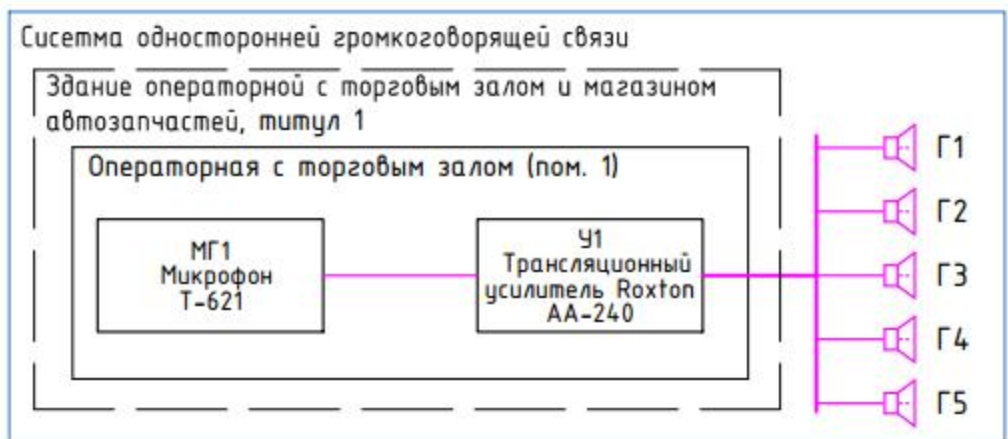 Сисетма односторонней громкоговорящей связи
Здание операторной с торговым залом и магазином
автозапчастей, титул 1
Операторная с торговым залом (пом. 1)
МГ1
Микрофон
Т-621
У1
Трансляционный
усилитель Roxton
АА-240
Г1
Г2
Г3
Г4
Г5